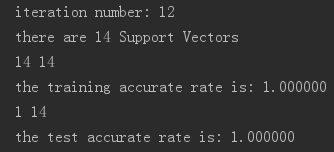 iteration number: 12
there are 14 Support Vectors
14 14
the training accurate rate is: 1.000000
1 14
the test accurate rate is: 1.000000